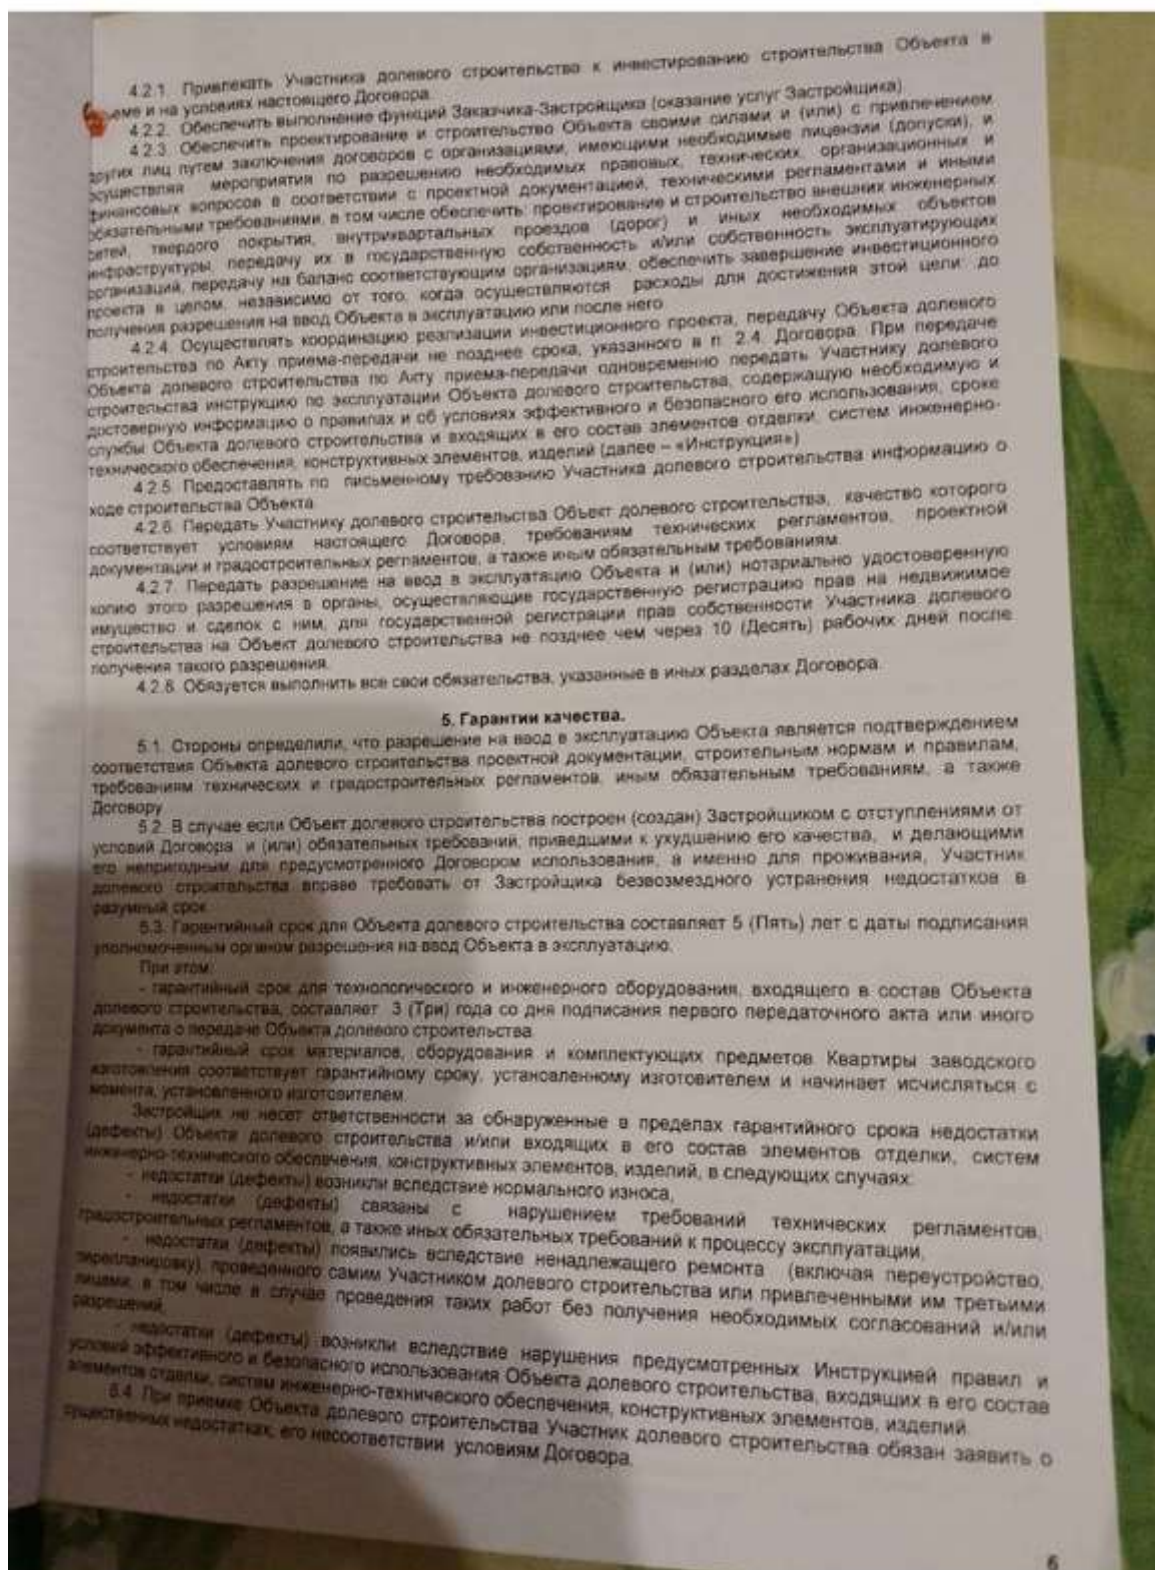 4.2.1. Привлекать Участника долевого строительства к инвестированию строительства Объекта в
еме и на условиях настоящего Договора.
4.2.2. Обеспечить выполнение функций Заказчика-Застройщика (оказание услуг Застройщика).
4.2.3. Обеспечить проектирование и строительство Объекта своими силами и (или) с привлечением
других лиц путем заключения договоров с организациями, имеющими необходимые лицензии (допуски), и
осуществляя мероприятия по разрешению необходимых правовых, технических, организационных и
финансовых вопросов в соответствии с проектной документацией, техническими регламентами и иными
обязательными требованиями, в том числе обеспечить: проектирование и строительство внешних инженерных
сетей, твердого покрытия, внутриквартальных проездов (дорог) и иных необходимых объектов
инфраструктуры, передачу их в государственную собственность и/или собственность эксплуатирующих
организаций, передачу на баланс соответствующим организациям, обеспечить завершение инвестиционного
проекта в целом, независимо от того, когда осуществляются расходы для достижения этой цели: до
получения разрешения на ввод Объекта в эксплуатацию или после него.
4.2.4. Осуществлять координацию реализации инвестиционного проекта, передачу Объекта долевого
строительства по Акту приема-передачи не позднее срока, указанного в п. 2.4. Договора. При передаче
Объекта долевого строительства по Акту приема-передачи одновременно передать Участнику долевого
строительства инструкцию по эксплуатации Объекта долевого строительства, содержащую необходимую и
достоверную информацию о правилах и об условиях эффективного и безопасного его использования, сроке
службы Объекта долевого строительства и входящих в его состав элементов отделки, систем инженерно-
технического обеспечения, конструктивных элементов, изделий (далее – «Инструкция»)
4.2.5. Предоставлять по письменному требованию Участника долевого строительства информацию о
ходе строительства Объекта.
4.2.6. Передать Участнику долевого строительства Объект долевого строительства, качество которого
соответствует условиям настоящего Договора, требованиям технических регламентов, проектной
документации и градостроительных регламентов, а также иным обязательным требованиям.
4.2.7. Передать разрешение на ввод в эксплуатацию Объекта и (или) нотариально удостоверенную
копию этого разрешения в органы, осуществляющие государственную регистрацию прав на недвижимое
имущество и сделок с ним, для государственной регистрации прав собственности Участника долевого
строительства на Объект долевого строительства не позднее чем через 10 (Десять) рабочих дней после
получения такого разрешения.
4.2.8. Обязуется выполнить все свои обязательства, указанные в иных разделах Договора.
5. Гарантии качества.
5.1. Стороны определили, что разрешение на ввод в эксплуатацию Объекта является подтверждением
соответствия Объекта долевого строительства проектной документации, строительным нормам и правилам,
требованиям технических и градостроительных регламентов, иным обязательным требованиям, а также
Договору.
5.2. В случае если Объект долевого строительства построен (создан) Застройщиком с отступлениями от
условий Договора и (или) обязательных требований, приведшими к ухудшению его качества, и делающими
его непригодным для предусмотренного Договором использования, а именно для проживания, Участник
долевого строительства вправе требовать от Застройщика безвозмездного устранения недостатков в
разумный срок.
5.3. Гарантийный срок для Объекта долевого строительства составляет 5 (Пять) лет с даты подписания
уполномоченным органом разрешения на ввод Объекта в эксплуатацию.
При этом:
- гарантийный срок для технологического и инженерного оборудования, входящего в состав Объекта
долевого строительства, составляет 3 (Три) года со дня подписания первого передаточного акта или иного
документа о передаче Объекта долевого строительства.
- гарантийный срок материалов, оборудования и комплектующих предметов Квартиры заводского
изготовления соответствует гарантийному сроку, установленному изготовителем и начинает исчисляться с
момента, установленного изготовителем.
Застройщик не несет ответственности за обнаруженные в пределах гарантийного срока недостатки
(дефекты) Объекта долевого строительства и/или входящих в его состав элементов отделки, систем
инженерно-технического обеспечения, конструктивных элементов, изделий, в следующих случаях:
- недостатки (дефекты) возникли вследствие нормального износа,
- недостатки (дефекты) связаны с нарушением требований технических регламентов,
градостроительных регламентов, а также иных обязательных требований к процессу эксплуатации,
- недостатки (дефекты) появились вследствие ненадлежащего ремонта (включая переустройство,
перепланировку), проведенного самим Участником долевого строительства или привлеченными им третьими
лицами, в том числе в случае проведения таких работ без получения необходимых согласований и/или
разрешений,
- недостатки (дефекты) возникли вследствие нарушения предусмотренных Инструкцией правил и
условий эффективного и безопасного использования Объекта долевого строительства, входящих в его состав
элементов отделки, систем инженерно-технического обеспечения, конструктивных элементов, изделий.
5.4. При приемке Объекта долевого строительства Участник долевого строительства обязан заявить о
существенных недостатках, его несоответствии условиям Договора.
6